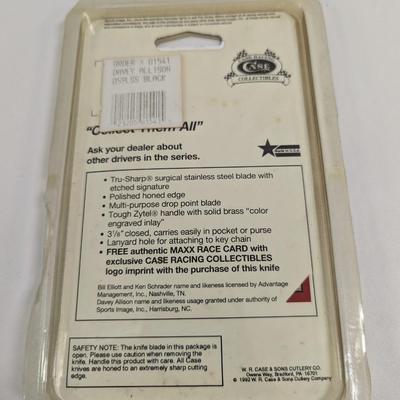 ORDER # 01541
DAVEY ALLISON
059L5S BLACK
CASE RACING
CASE
COLLECTIBLES
"Collect Them All"
Ask your dealer about
other drivers in the series.
• Tru-Sharp® surgical stainless steel blade with
etched signature
• Polished honed edge
• Multi-purpose drop point blade
• Tough Zytel® handle with solid brass "color
engraved inlay"
• 3⅛" closed, carries easily in pocket or purse
• Lanyard hole for attaching to key chain
• FREE authentic MAXX RACE CARD with
exclusive CASE RACING COLLECTIBLES
logo imprint with the purchase of this knife
Bill Elliott and Ken Schrader name and likeness licensed by Advantage
Management, Inc., Nashville, TN.
Davey Allison name and likeness usage granted under authority of
Sports Image, Inc., Harrisburg, NC.
SAFETY NOTE: The knife blade in this package is
open. Please use caution when removing the
knife. Handle this product with care. All Case
knives are honed to an extremely sharp cutting
edge.
W. R. CASE & SONS CUTLERY CO.
Owens Way, Bradford, PA 16701
© 1992 W. R. Case & Sons Cutlery Company